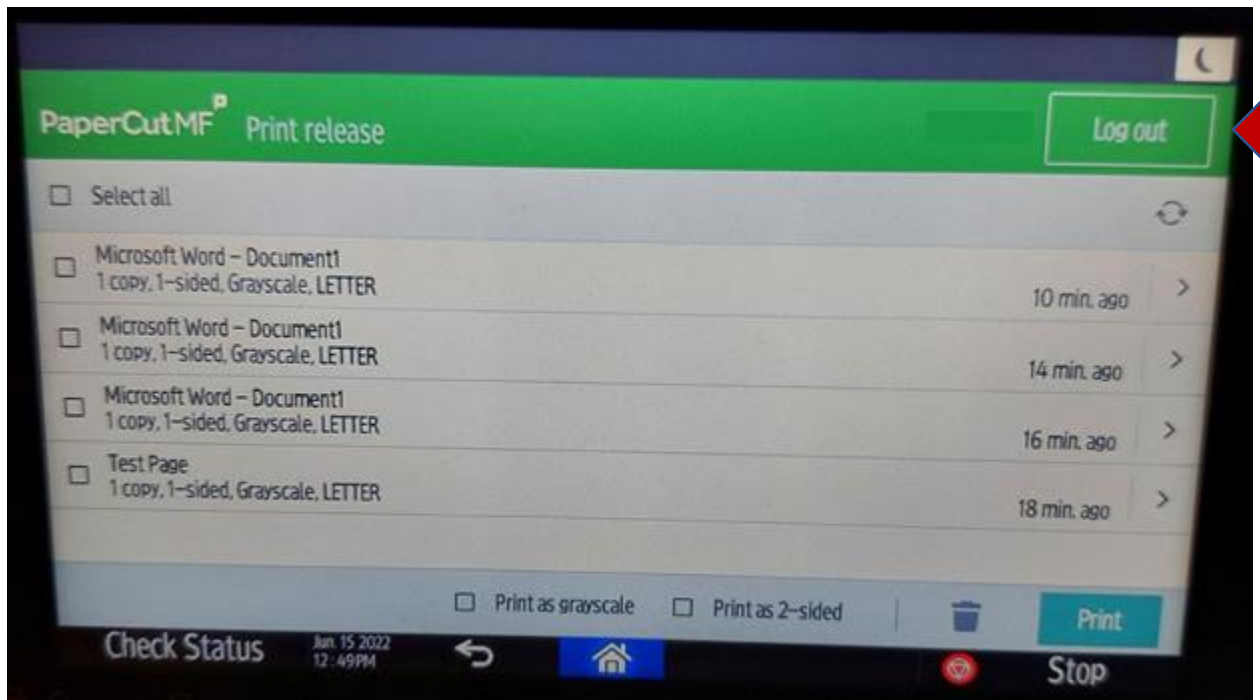 PaperCutMF Print release Log out
Select all
Microsoft Word – Document1
1 copy, 1-sided, Grayscale, LETTER
10 min. ago
Microsoft Word – Document1
1 copy, 1-sided, Grayscale, LETTER
14 min. ago
Microsoft Word – Document1
1 copy, 1-sided, Grayscale, LETTER
16 min. ago
Test Page
1 copy, 1-sided, Grayscale, LETTER
18 min. ago
Print as grayscale Print as 2-sided Print
Check Status Jun. 15 2022
12:49PM
Stop